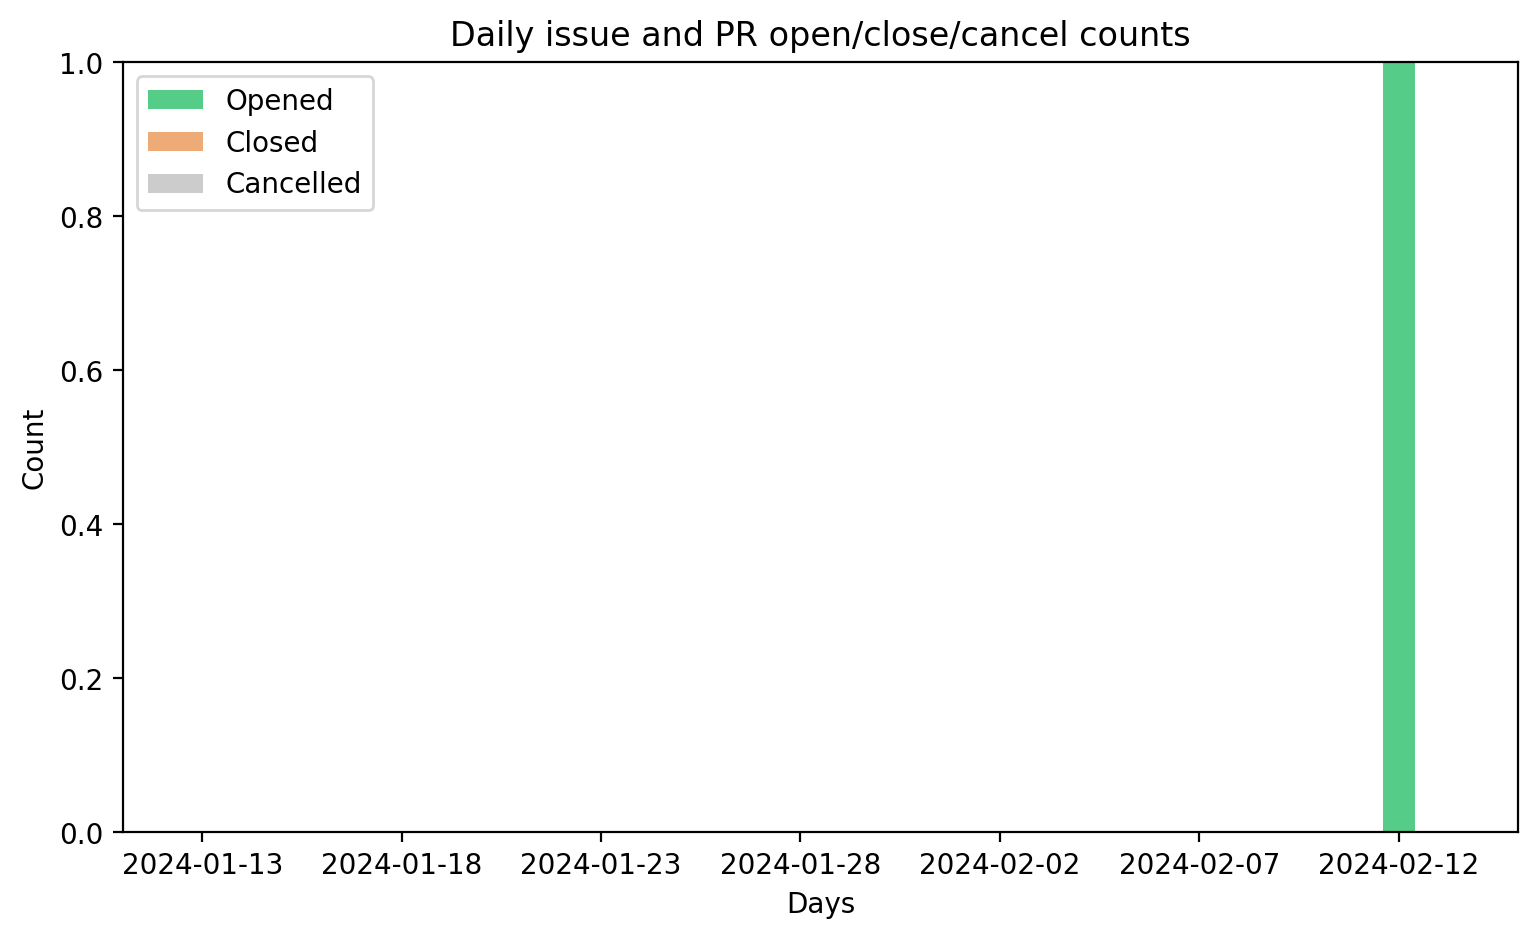 Daily issue and PR open/close/cancel counts
1.0
0.8
0.6
0.4
0.2
0.0
Count
Opened
Closed
Cancelled
2024-01-13 2024-01-18 2024-01-23 2024-01-28 2024-02-02 2024-02-07 2024-02-12
Days